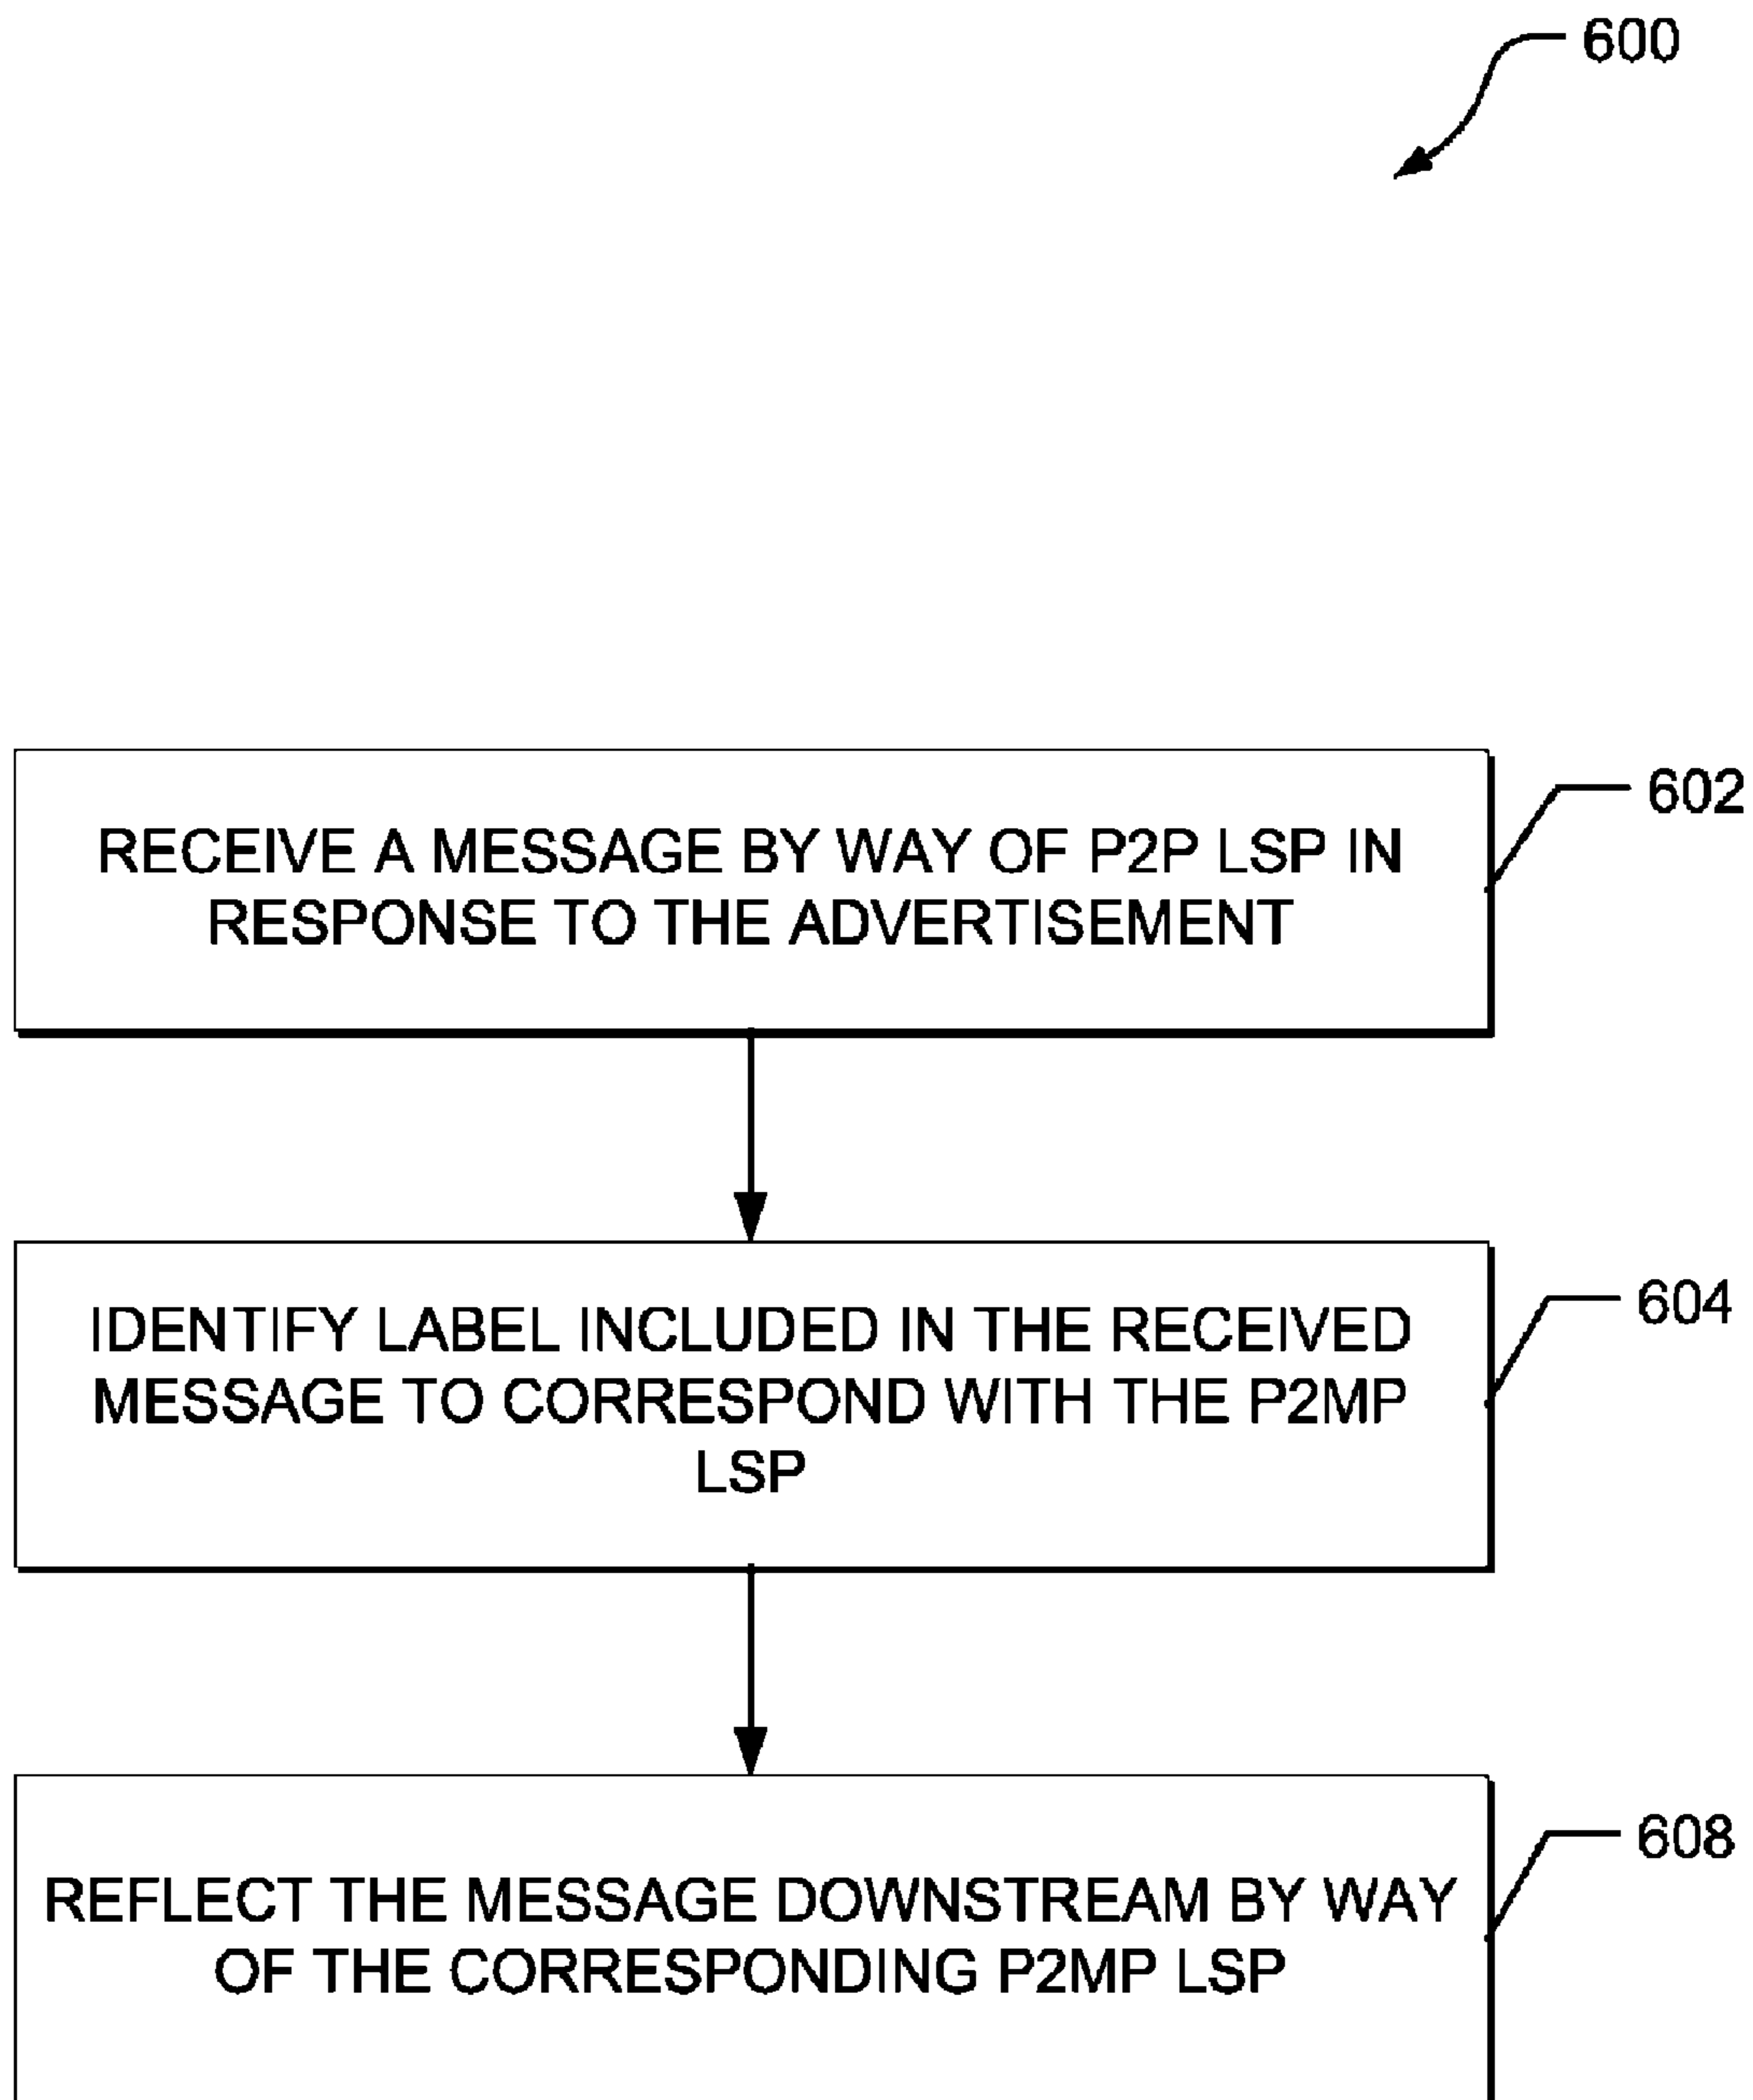 600
602
RECEIVE A MESSAGE BY WAY OF P2P LSP IN
RESPONSE TO THE ADVERTISEMENT
604
IDENTIFY LABEL INCLUDED IN THE RECEIVED
MESSAGE TO CORRESPOND WITH THE P2MP
LSP
608
REFLECT THE MESSAGE DOWNSTREAM BY WAY
OF THE CORRESPONDING P2MP LSP